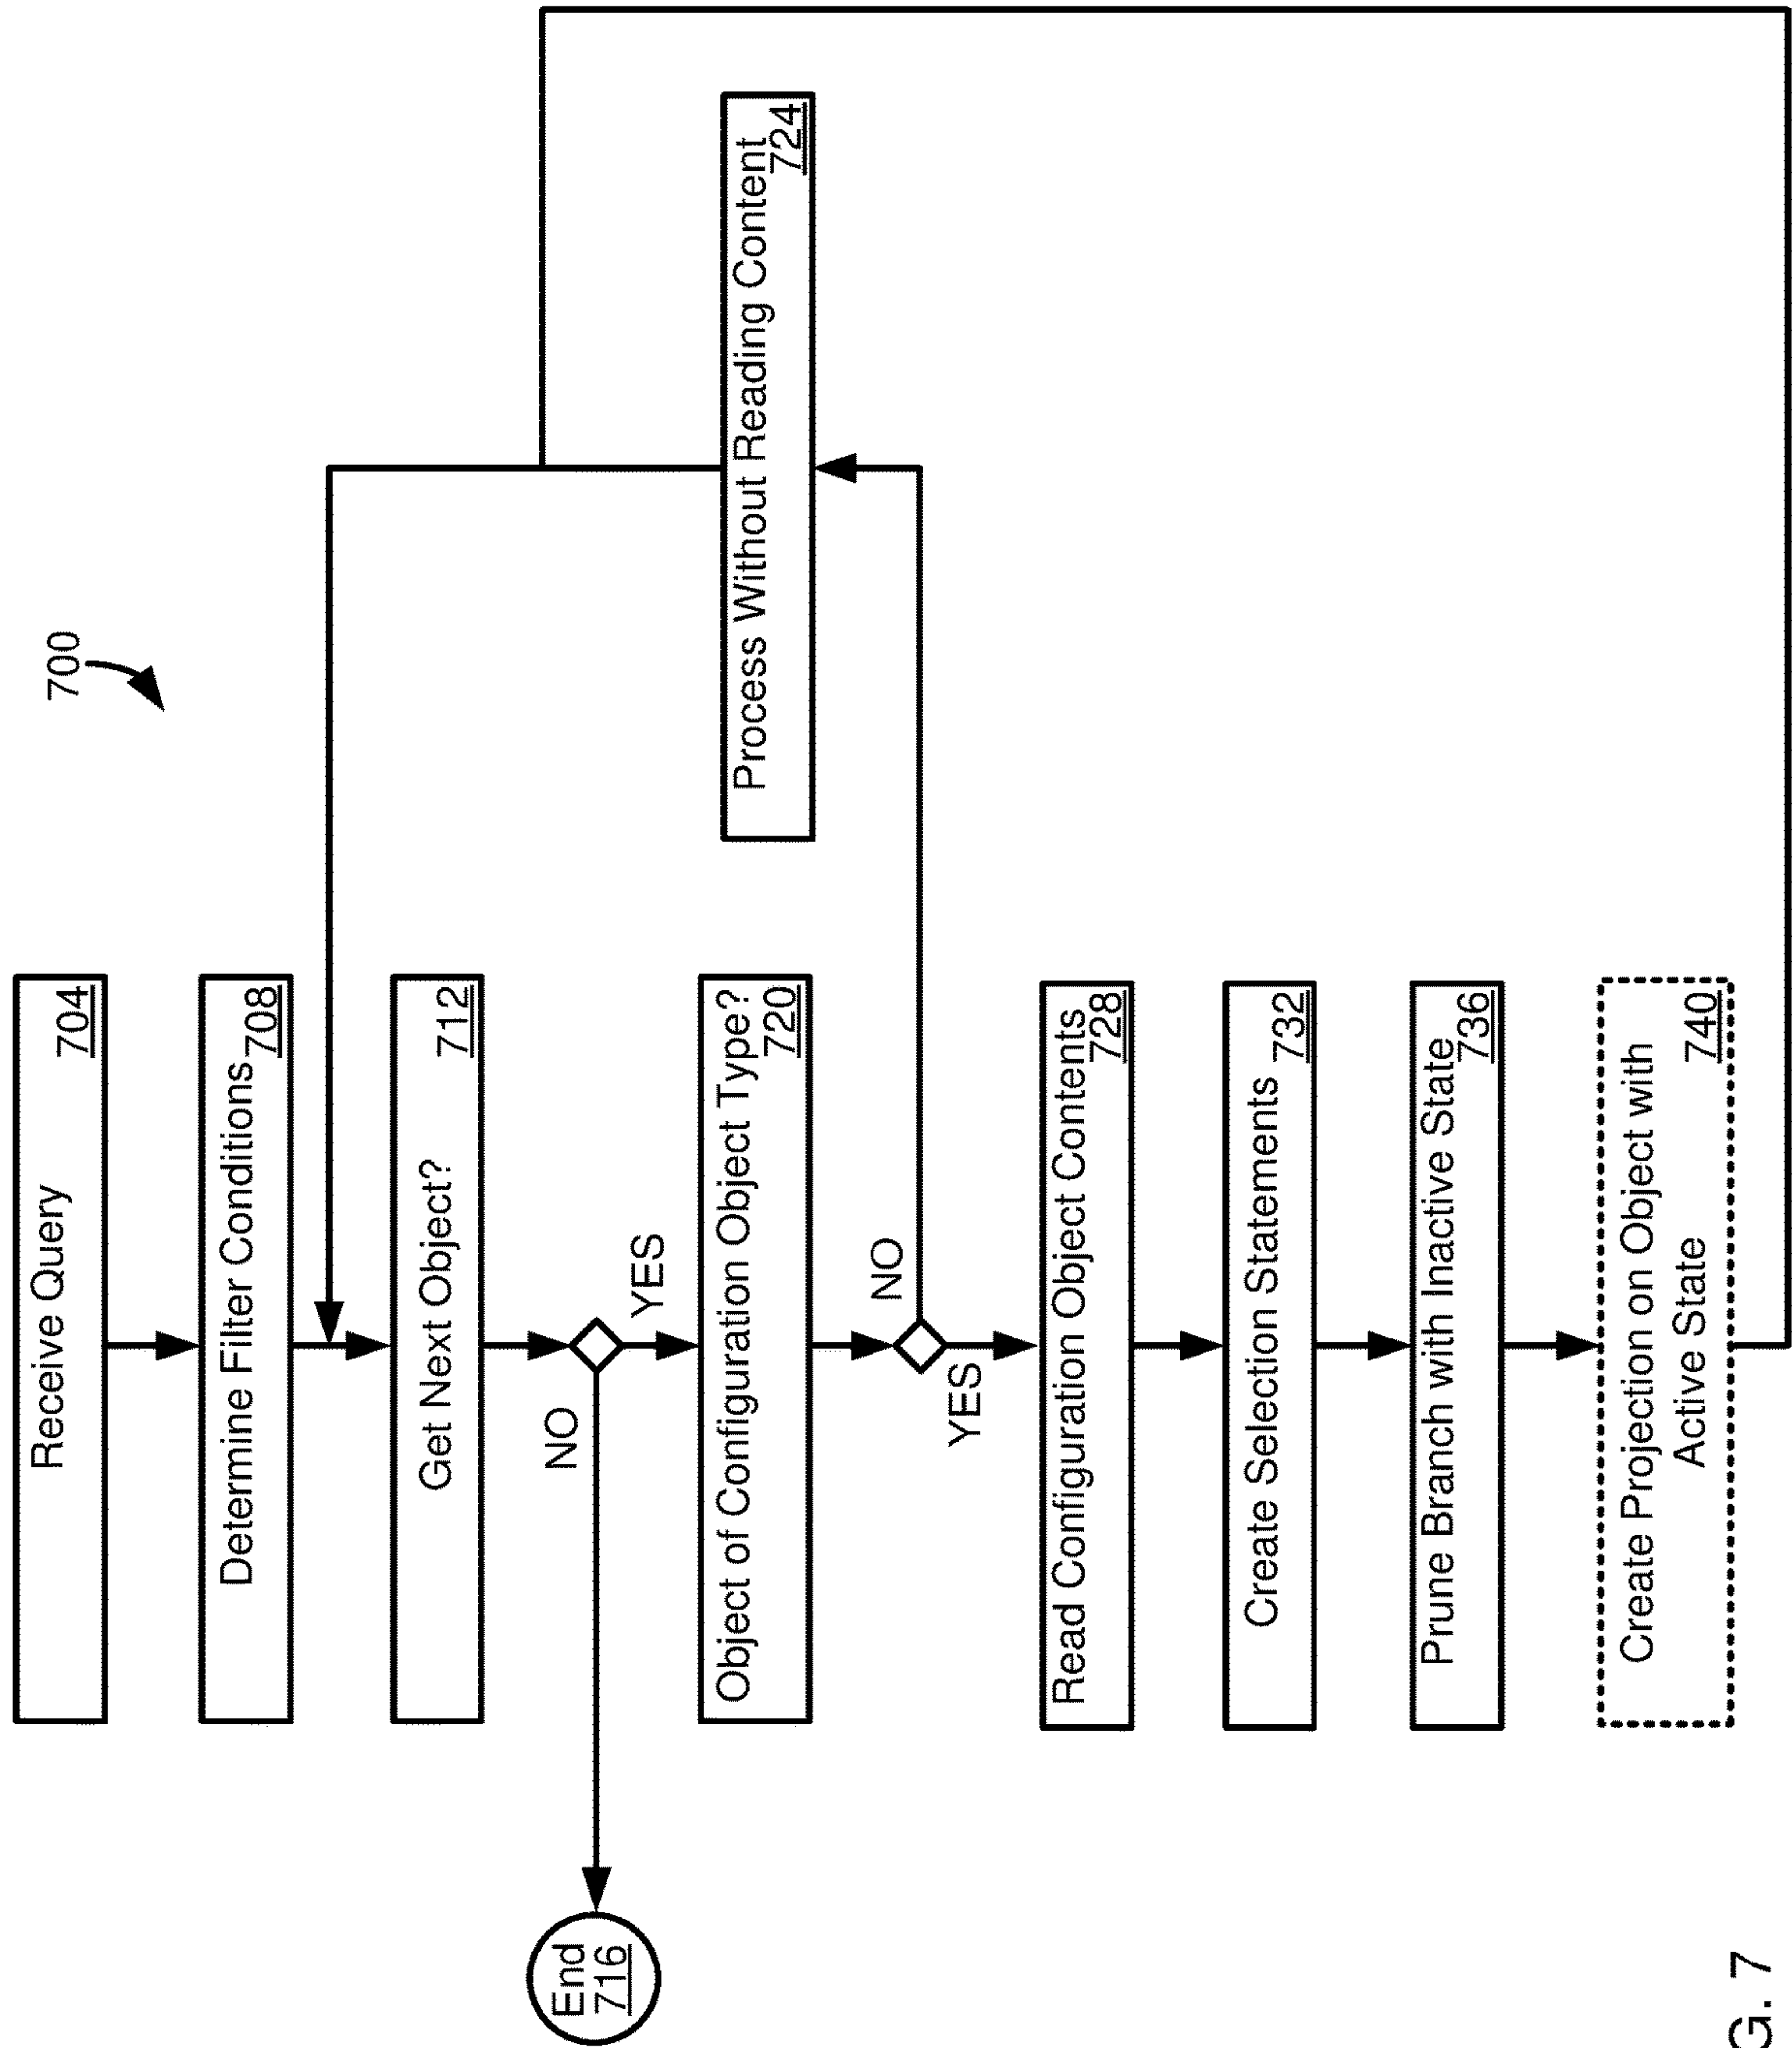 700
Receive Query
704
Determine Filter Conditions
708
Get Next Object?
712
NO
YES
End
716
Object of Configuration Object Type?
720
Process Without Reading Content
724
NO
YES
Read Configuration Object Contents
728
Create Selection Statements
732
Prune Branch with Inactive State
736
Create Projection on Object with
Active State
740
G. 7